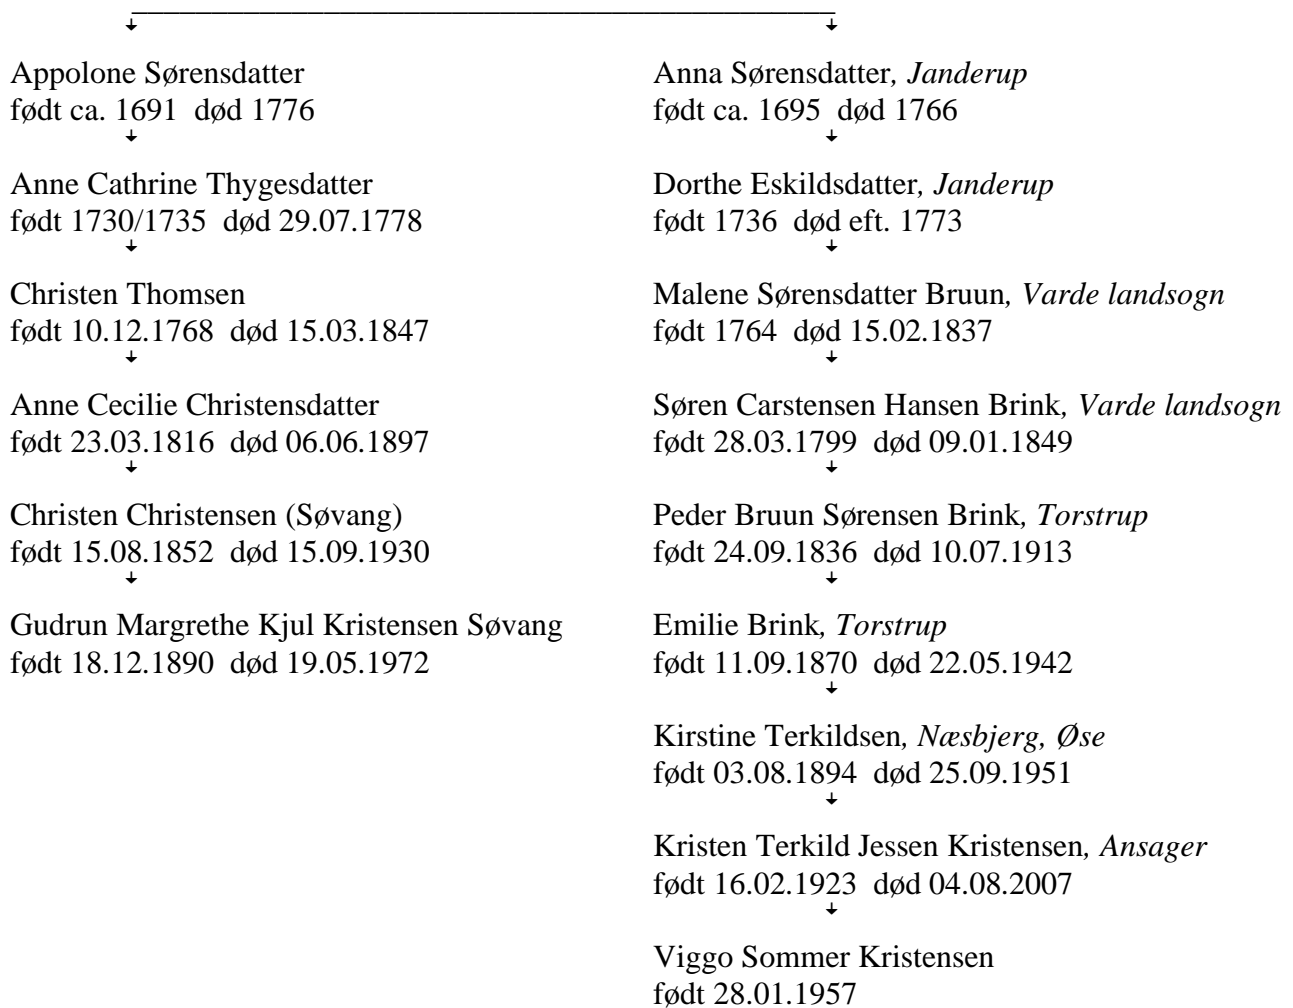 Appolone Sørensdatter
født ca. 1691  død 1776
Anne Cathrine Thygesdatter
født 1730/1735  død 29.07.1778
Christen Thomsen
født 10.12.1768  død 15.03.1847
Anne Cecilie Christensdatter
født 23.03.1816  død 06.06.1897
Christen Christensen (Søvang)
født 15.08.1852  død 15.09.1930
Gudrun Margrethe Kjul Kristensen Søvang
født 18.12.1890  død 19.05.1972
Anna Sørensdatter, Janderup
født ca. 1695  død 1766
Dorthe Eskildsdatter, Janderup
født 1736  død eft. 1773
Malene Sørensdatter Bruun, Varde landsogn
født 1764  død 15.02.1837
Søren Carstensen Hansen Brink, Varde landsogn
født 28.03.1799  død 09.01.1849
Peder Bruun Sørensen Brink, Torstrup
født 24.09.1836  død 10.07.1913
Emilie Brink, Torstrup
født 11.09.1870  død 22.05.1942
Kirstine Terkildsen, Næsbjerg, Øse
født 03.08.1894  død 25.09.1951
Kristen Terkild Jessen Kristensen, Ansager
født 16.02.1923  død 04.08.2007
Viggo Sommer Kristensen
født 28.01.1957